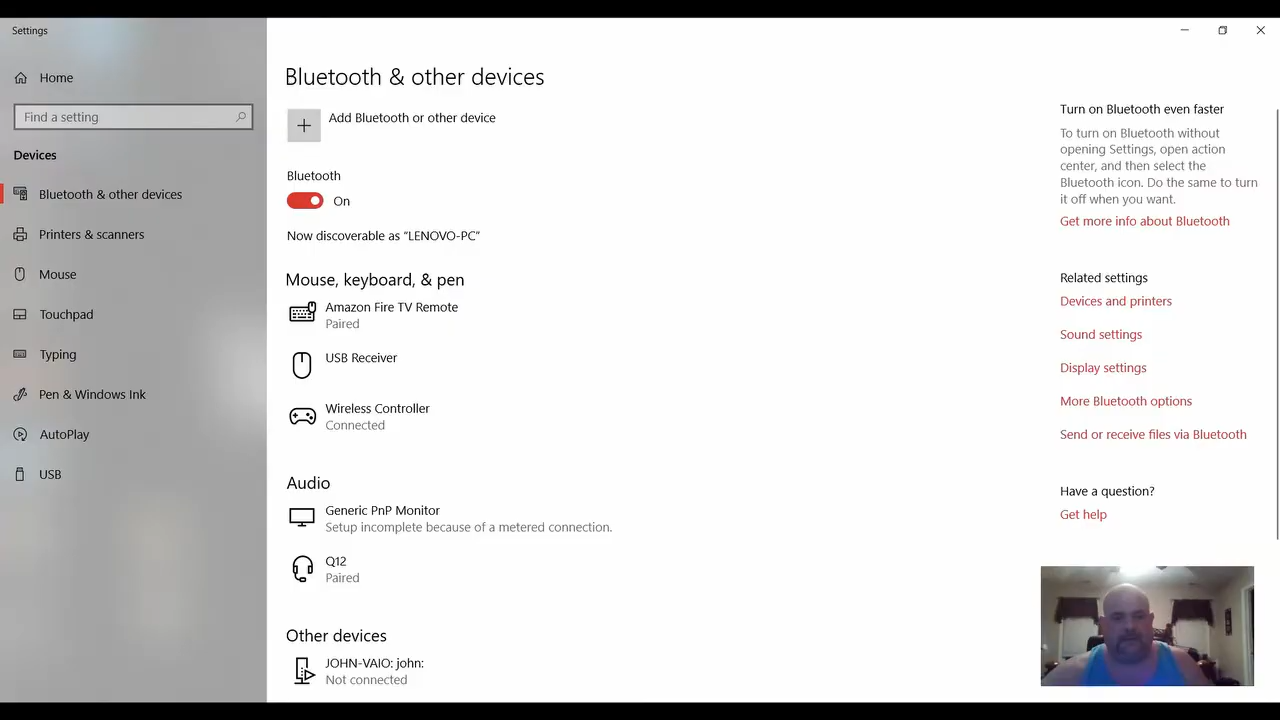 Settings
Home
Find a setting
Devices
Bluetooth & other devices
Printers & scanners
Mouse
Touchpad
Typing
Pen & Windows Ink
AutoPlay
USB
Bluetooth & other devices
Add Bluetooth or other device
Bluetooth
On
Now discoverable as “LENOVO-PC”
Mouse, keyboard, & pen
Amazon Fire TV Remote
Paired
USB Receiver
Wireless Controller
Connected
Audio
Generic PnP Monitor
Setup incomplete because of a metered connection.
Q12
Paired
Other devices
JOHN-VAIO: john:
Not connected
Turn on Bluetooth even faster
To turn on Bluetooth without
opening Settings, open action
center, and then select the
Bluetooth icon. Do the same to turn
it off when you want.
Get more info about Bluetooth
Related settings
Devices and printers
Sound settings
Display settings
More Bluetooth options
Send or receive files via Bluetooth
Have a question?
Get help